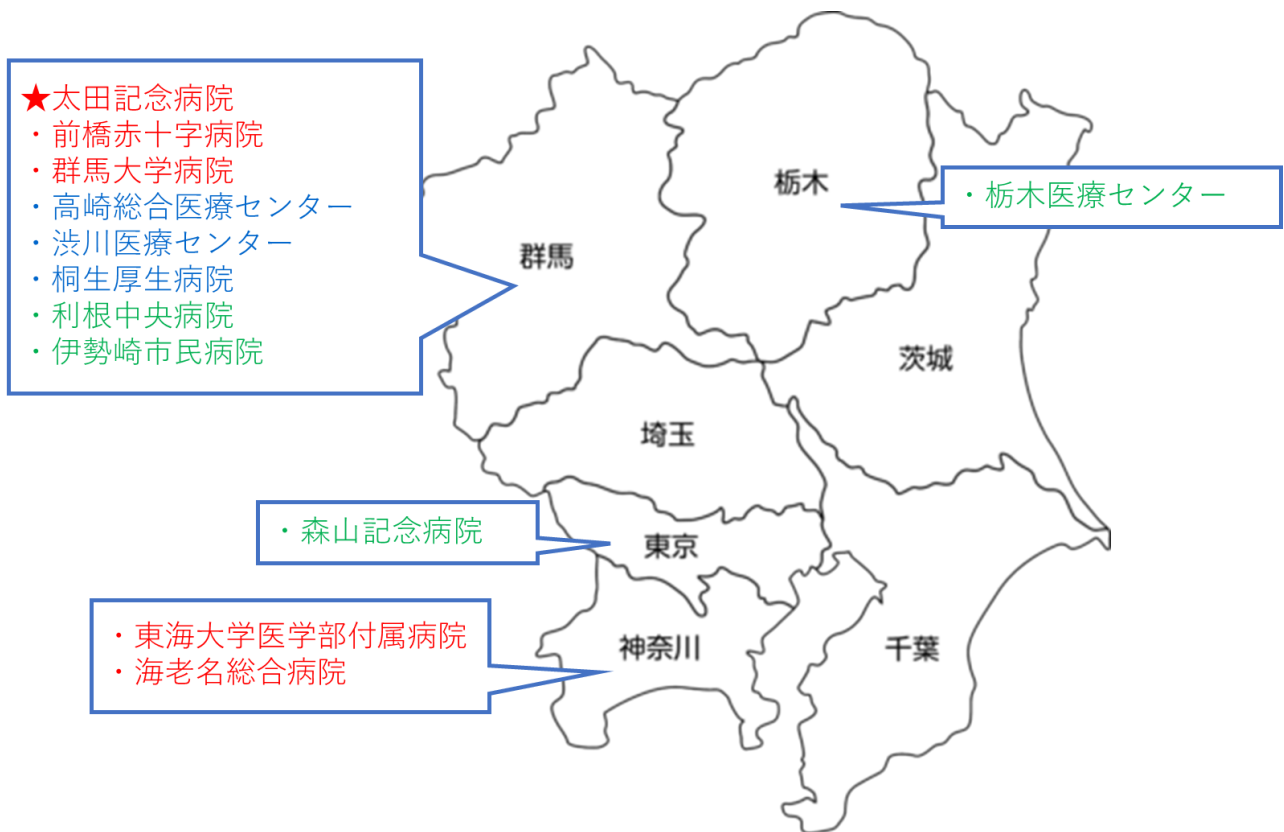 ★太田記念病院
・前橋赤十字病院
・群馬大学病院
・高崎総合医療センター
・渋川医療センター
・桐生厚生病院
・利根中央病院
・伊勢崎市民病院
栃木
・栃木医療センター
群馬
茨城
埼玉
・森山記念病院
東京
・東海大学医学部付属病院
・海老名総合病院
神奈川
千葉